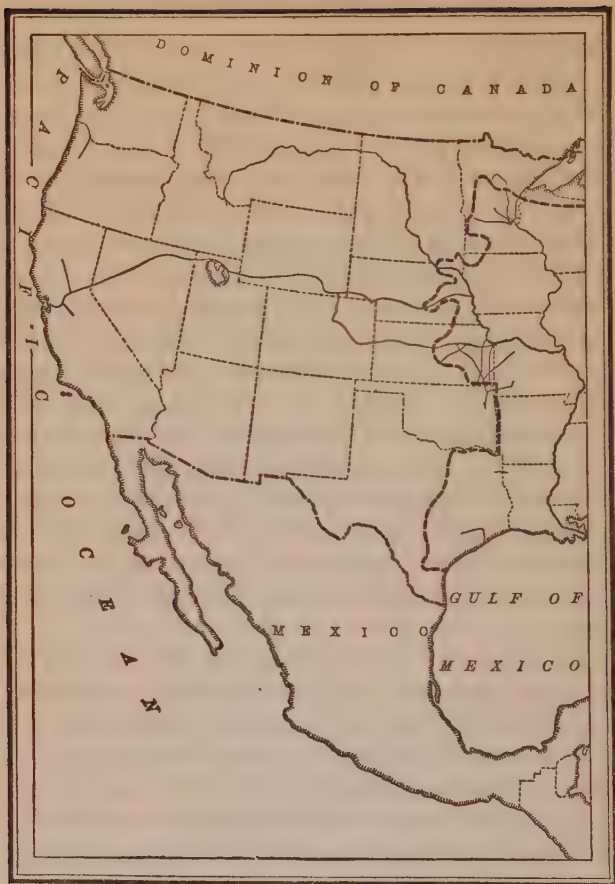 DOMINION OF CANADA
PACIFIC
OCEAN
MEXICO
GULF OF
MEXICO